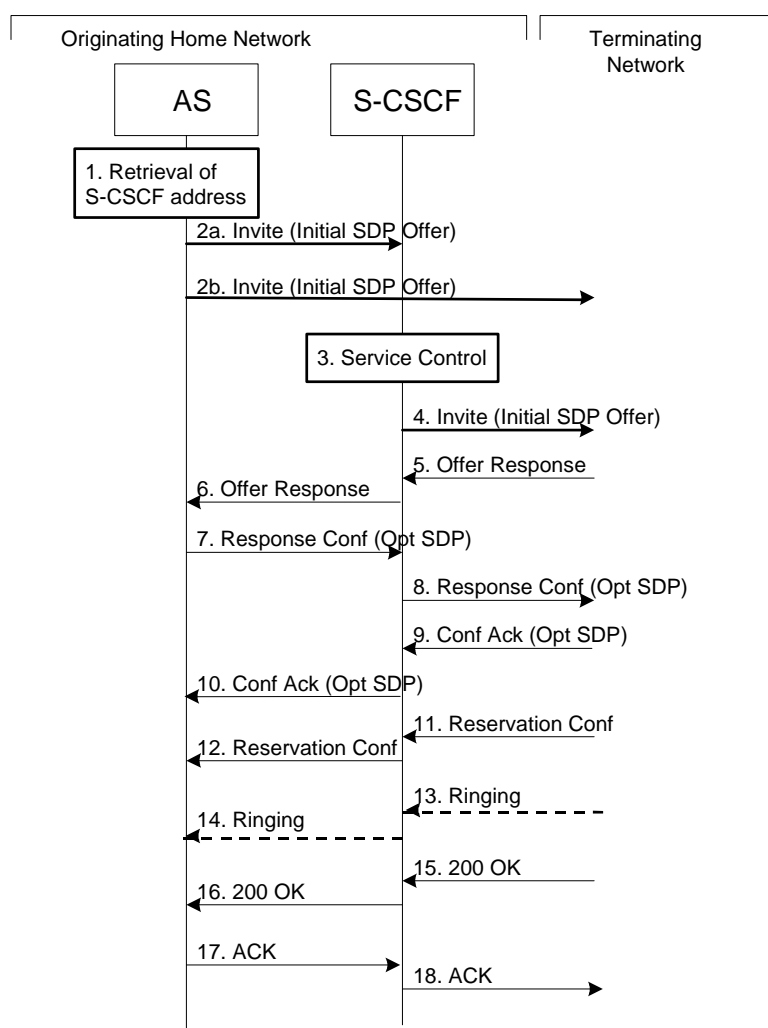 Originating Home Network
Terminating
Network
AS
S-CSCF
1. Retrieval of
S-CSCF address
2a. Invite (Initial SDP Offer)
2b. Invite (Initial SDP Offer)
3. Service Control
4. Invite (Initial SDP Offer)
5. Offer Response
6. Offer Response
7. Response Conf (Opt SDP)
8. Response Conf (Opt SDP)
9. Conf Ack (Opt SDP)
10. Conf Ack (Opt SDP)
11. Reservation Conf
12. Reservation Conf
13. Ringing
14. Ringing
15. 200 OK
16. 200 OK
17. ACK
18. ACK